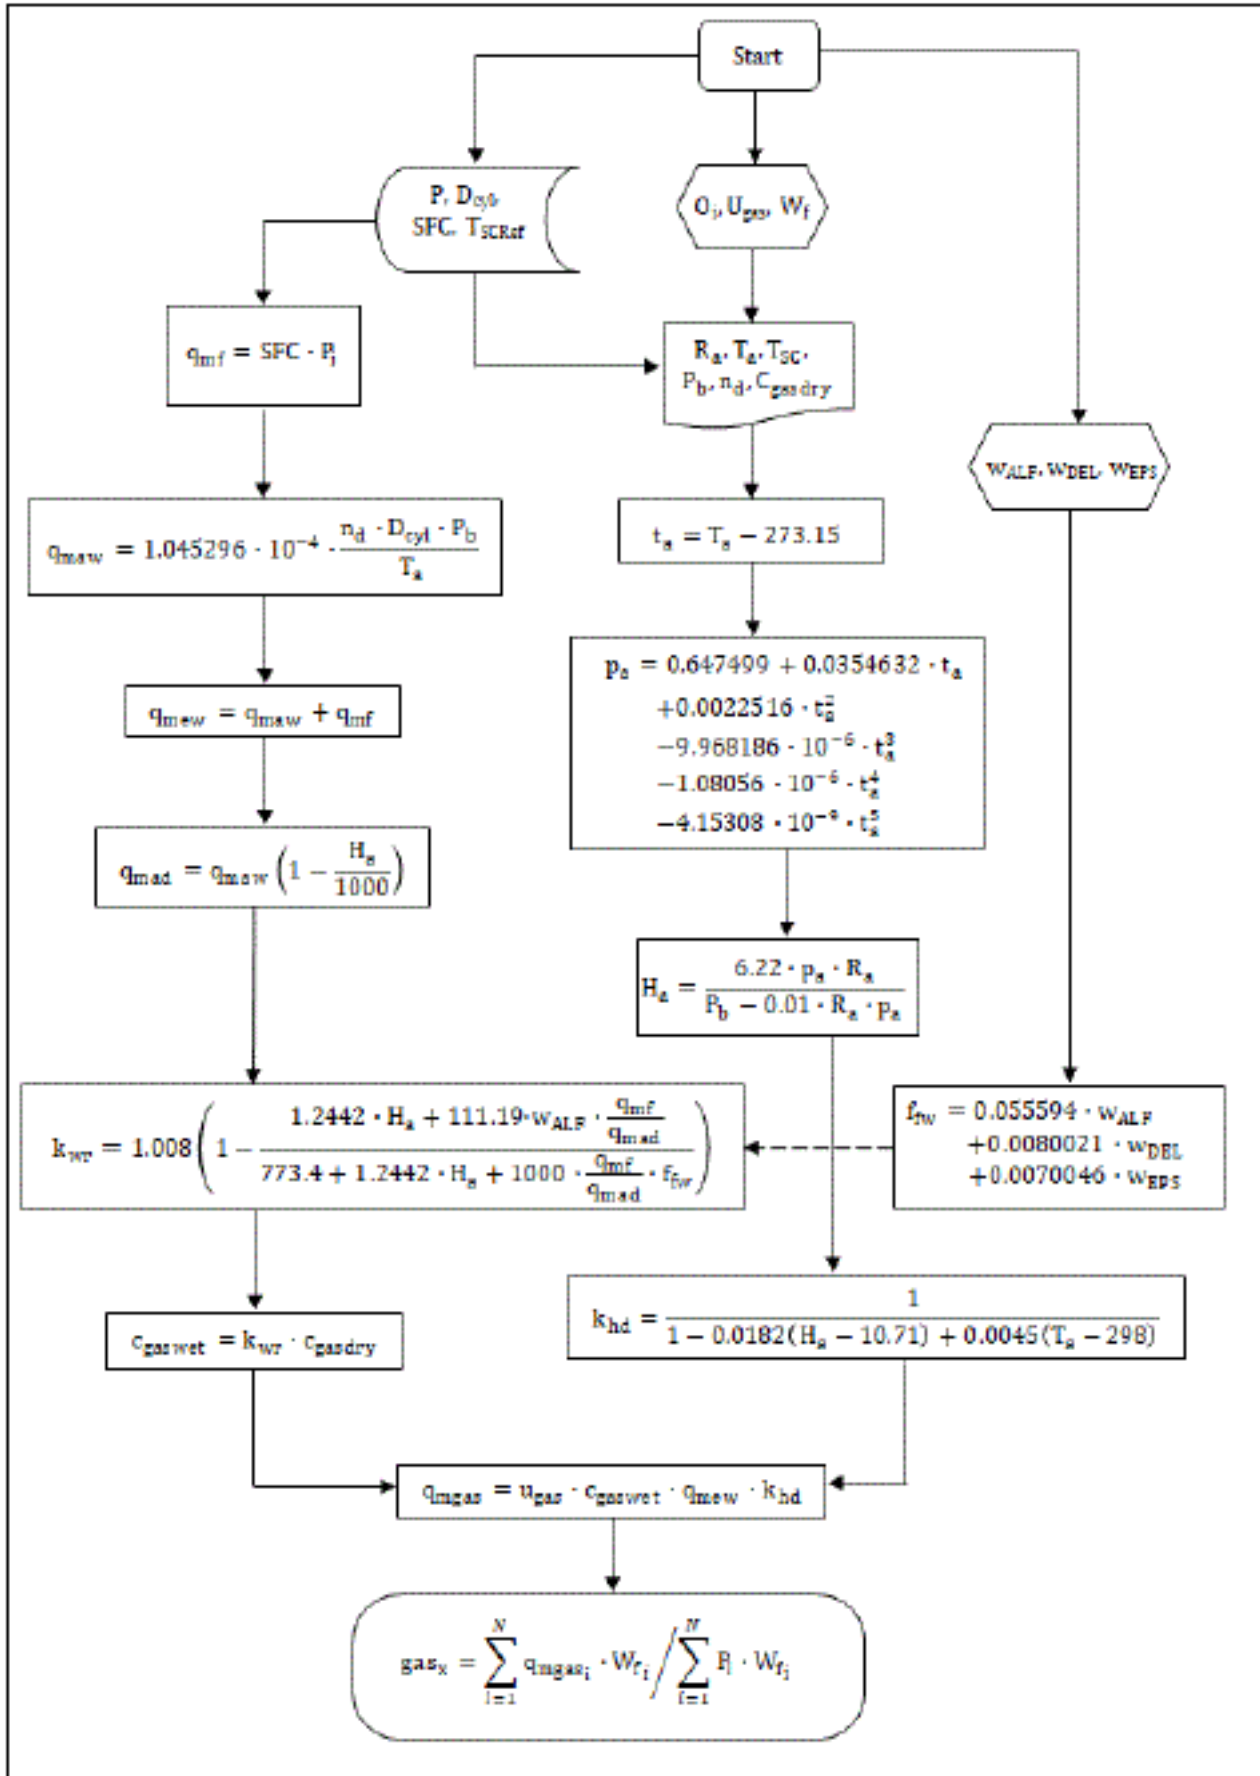 Start
P, D_cyl,
SFC, T_SCRef
O_i, U_gas, W_f
q_mf = SFC · P_i
R_a, T_a, T_SC,
P_b, n_d, C_gasdry
w_ALF, w_DEL, w_EPS
q_maw = 1.045296 · 10^-4 · (n_d · D_cyl · P_b) / T_a
t_a = T_a − 273.15
q_mew = q_maw + q_mf
p_a = 0.647499 + 0.0354632 · t_a
+0.0022516 · t_a^2
−9.968186 · 10^-6 · t_a^3
−1.08056 · 10^-6 · t_a^4
−4.15308 · 10^-9 · t_a^5
q_mad = q_maw (1 − H_a / 1000)
H_a = (6.22 · p_a · R_a) / (P_b − 0.01 · R_a · p_a)
k_wr = 1.008 (1 − (1.2442 · H_a + 111.19 · w_ALF · q_mf / q_mad) / (773.4 + 1.2442 · H_a + 1000 · q_mf / q_mad · f_fw))
f_fw = 0.055594 · w_ALF
+0.0080021 · w_DEL
+0.0070046 · w_EPS
c_gaswet = k_wr · c_gasdry
k_hd = 1 / (1 − 0.0182(H_a − 10.71) + 0.0045(T_a − 298))
q_mgas = u_gas · c_gaswet · q_mew · k_hd
gas_x = ∑_{i=1}^{N} q_mgas_i · W_f_i / ∑_{i=1}^{N} P_i · W_f_i